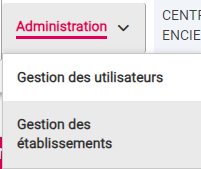 Administration
CENTR
ENCIE
Gestion des utilisateurs
Gestion des
établissements